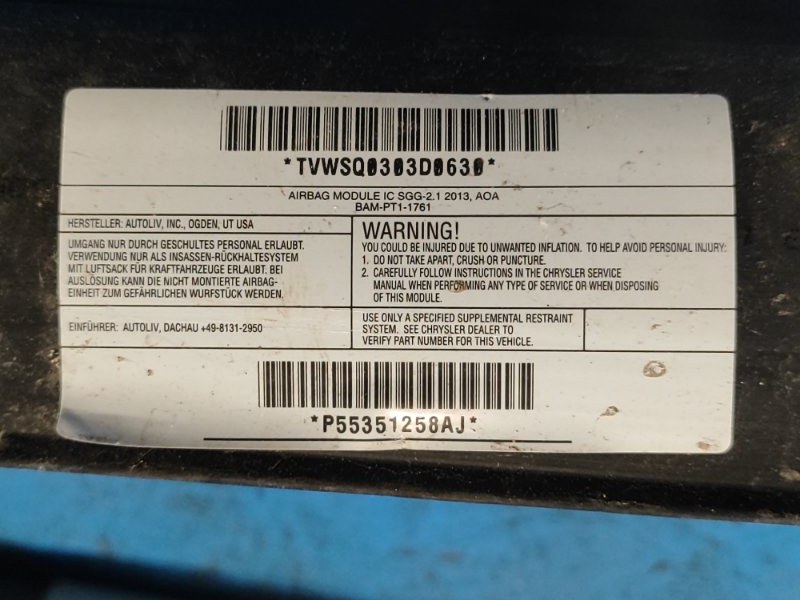 *TVWSQ0303D0630*
AIRBAG MODULE IC SGG-2.1 2013, AOA
BAM-PT1-1761
HERSTELLER: AUTOLIV, INC., OGDEN, UT USA
UMGANG NUR DURCH GESCHULTES PERSONAL ERLAUBT.
VERWENDUNG NUR ALS INSASSEN-RÜCKHALTESYSTEM
MIT LUFTSACK FÜR KRAFTFAHRZEUGE ERLAUBT. BEI
AUSLÖSUNG KANN DIE NICHT MONTIERTE AIRBAG-
EINHEIT ZUM GEFÄHRLICHEN WURFSTÜCK WERDEN.
EINFÜHRER: AUTOLIV, DACHAU +49-8131-2950
WARNING!
YOU COULD BE INJURED DUE TO UNWANTED INFLATION. TO HELP AVOID PERSONAL INJURY:
1. DO NOT TAKE APART, CRUSH OR PUNCTURE.
2. CAREFULLY FOLLOW INSTRUCTIONS IN THE CHRYSLER SERVICE
MANUAL WHEN PERFORMING ANY TYPE OF SERVICE OR WHEN DISPOSING
OF THIS MODULE.
USE ONLY A SPECIFIED SUPPLEMENTAL RESTRAINT
SYSTEM. SEE CHRYSLER DEALER TO
VERIFY PART NUMBER FOR THIS VEHICLE.
*P55351258AJ*